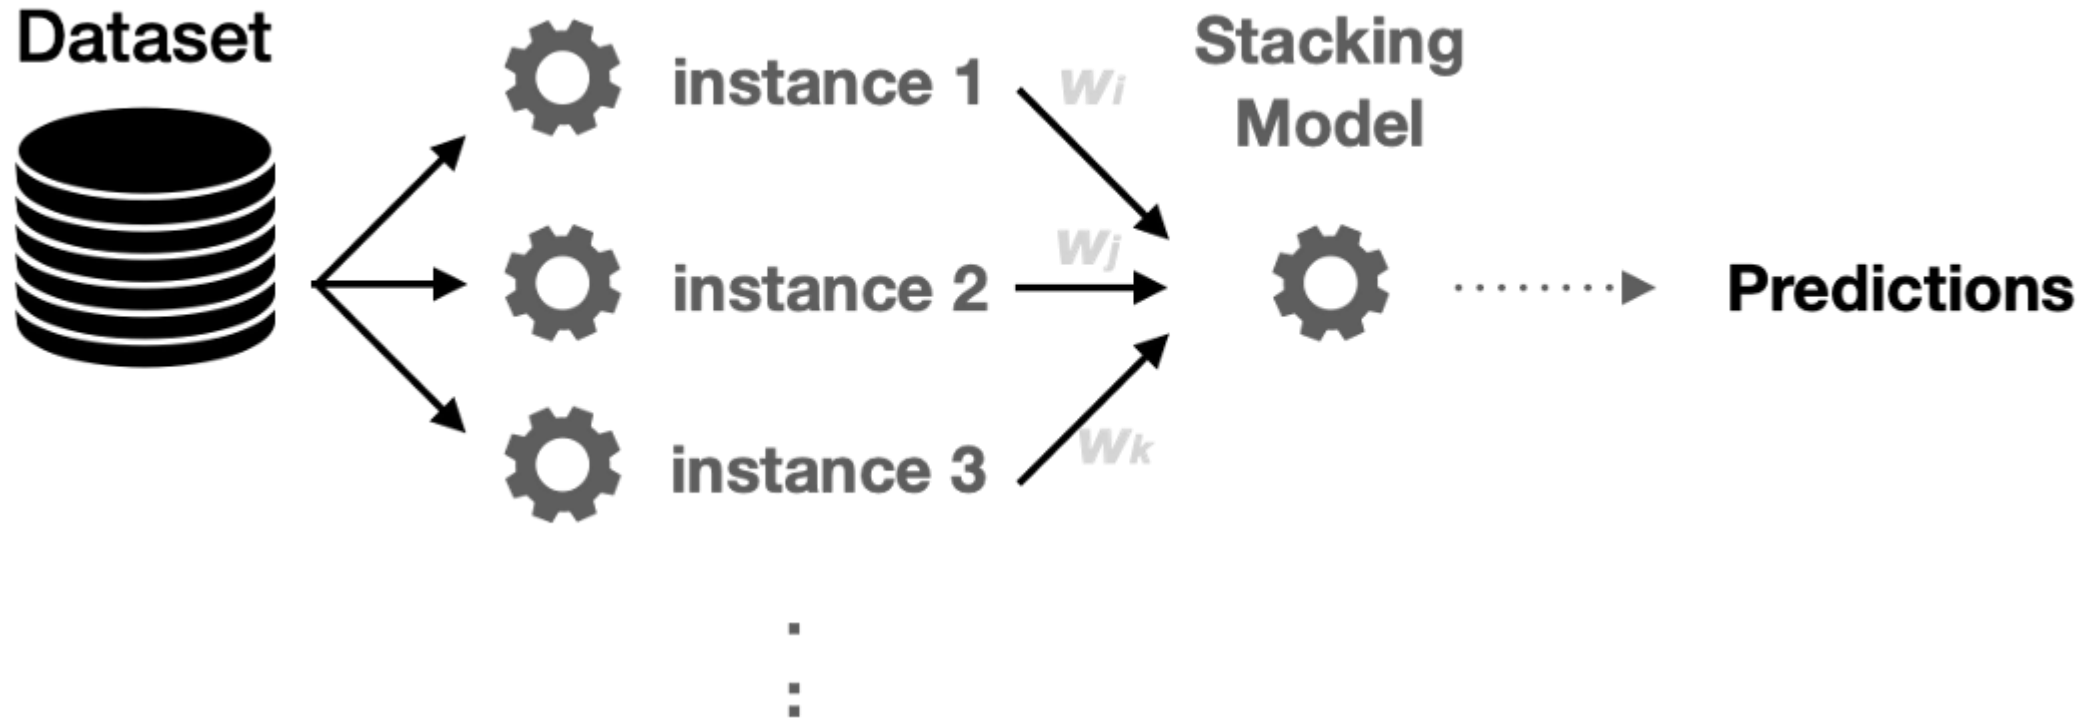 Dataset
instance 1
wi
Stacking
Model
instance 2
wj
Predictions
instance 3
wk